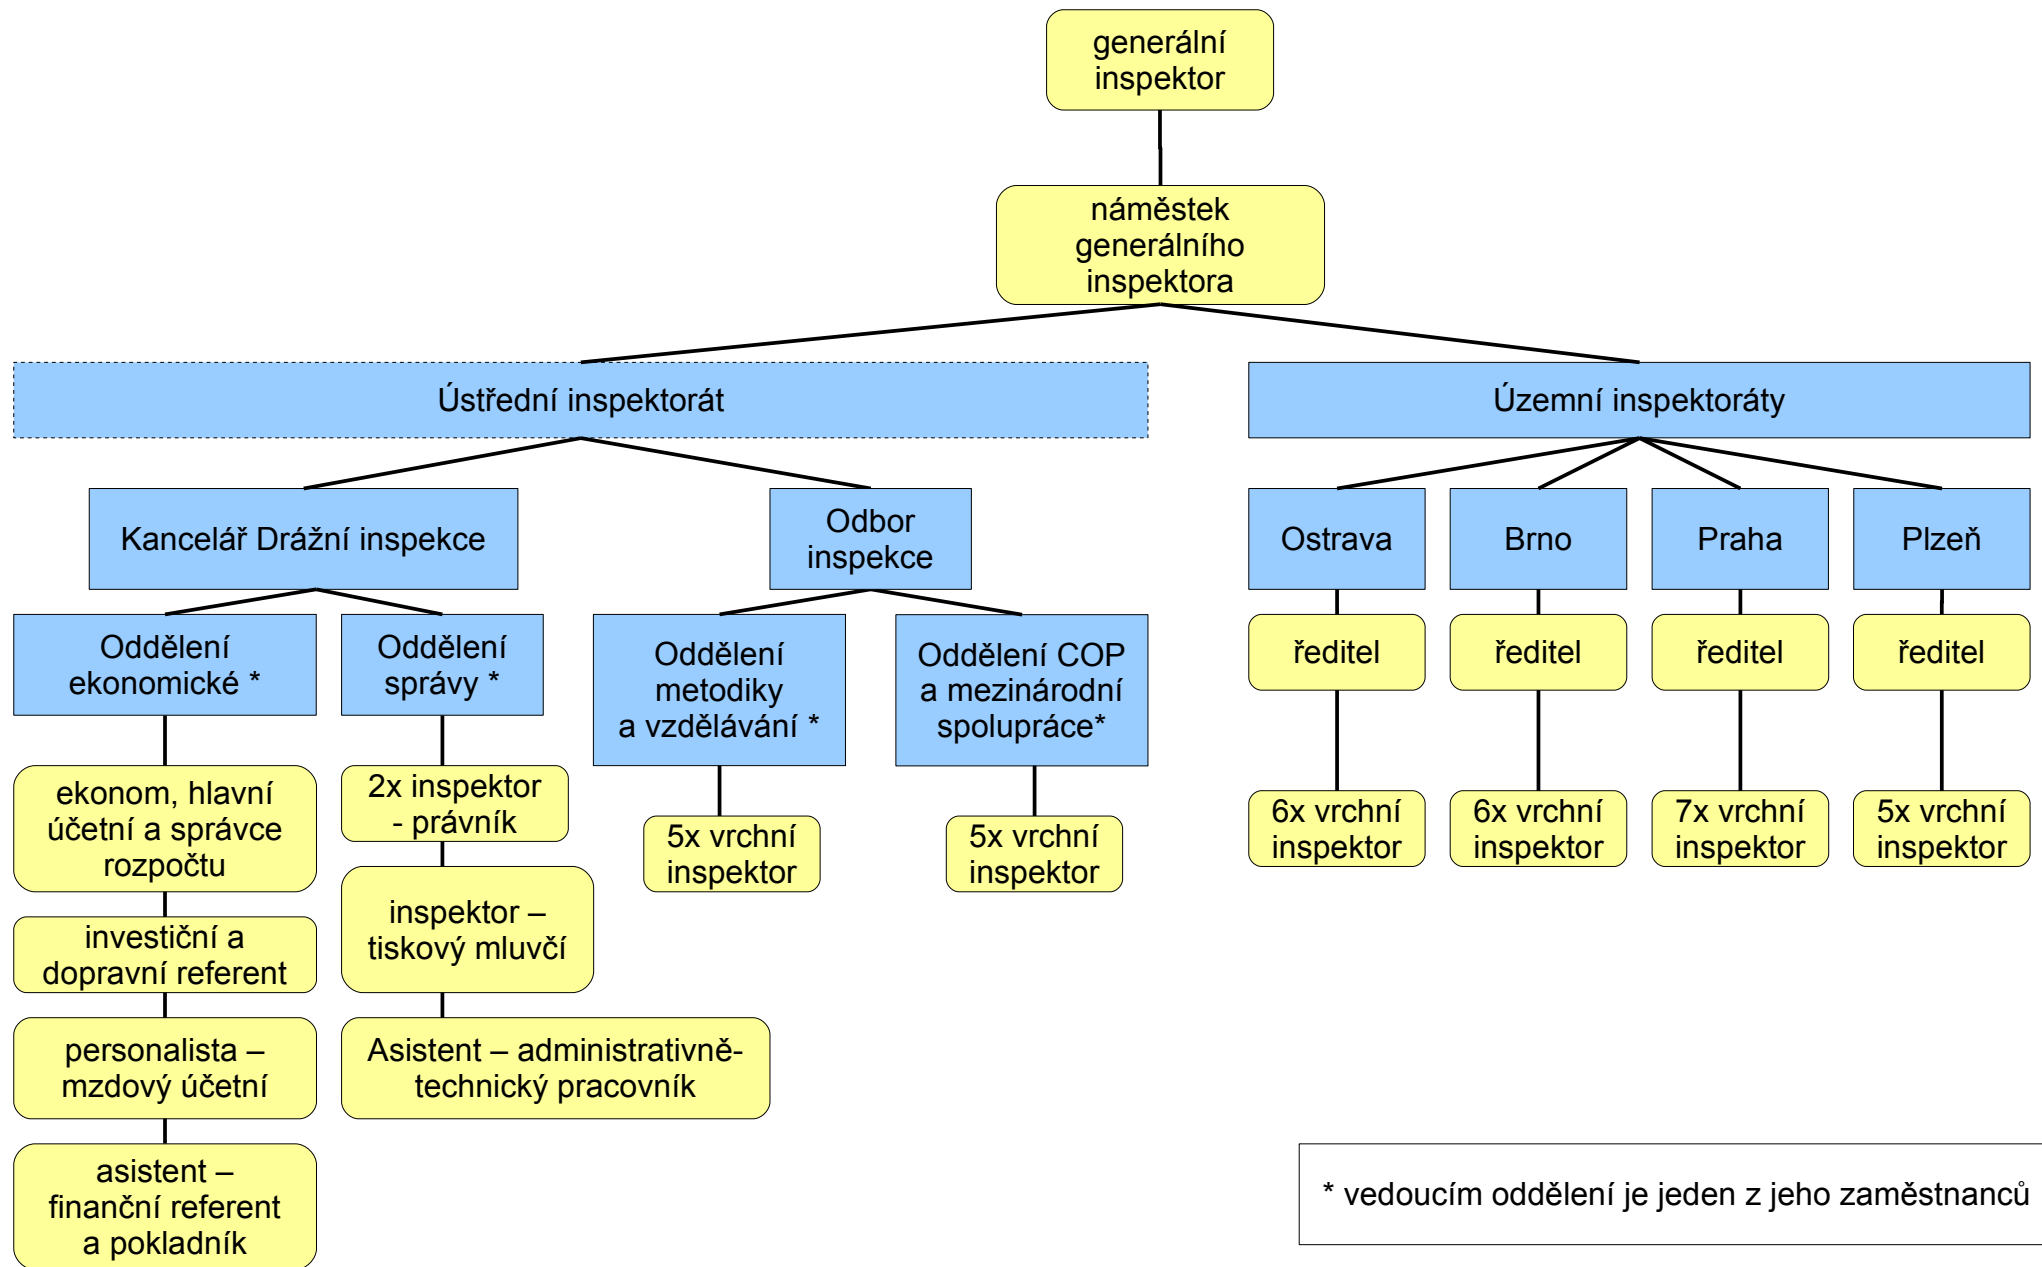 generální
inspektor
náměstek
generálního
inspektora
Ústřední inspektorát
Územní inspektoráty
Kancelář Drážní inspekce
Odbor
inspekce
Ostrava
Brno
Praha
Plzeň
Oddělení
ekonomické *
Oddělení
správy *
Oddělení
metodiky
a vzdělávání *
Oddělení COP
a mezinárodní
spolupráce*
ředitel
ředitel
ředitel
ředitel
ekonom, hlavní
účetní a správce
rozpočtu
2x inspektor
- právník
5x vrchní
inspektor
5x vrchní
inspektor
6x vrchní
inspektor
6x vrchní
inspektor
7x vrchní
inspektor
5x vrchní
inspektor
investiční a
dopravní referent
inspektor –
tiskový mluvčí
personalista –
mzdový účetní
Asistent – administrativně-
technický pracovník
asistent –
finanční referent
a pokladník
* vedoucím oddělení je jeden z jeho zaměstnanců